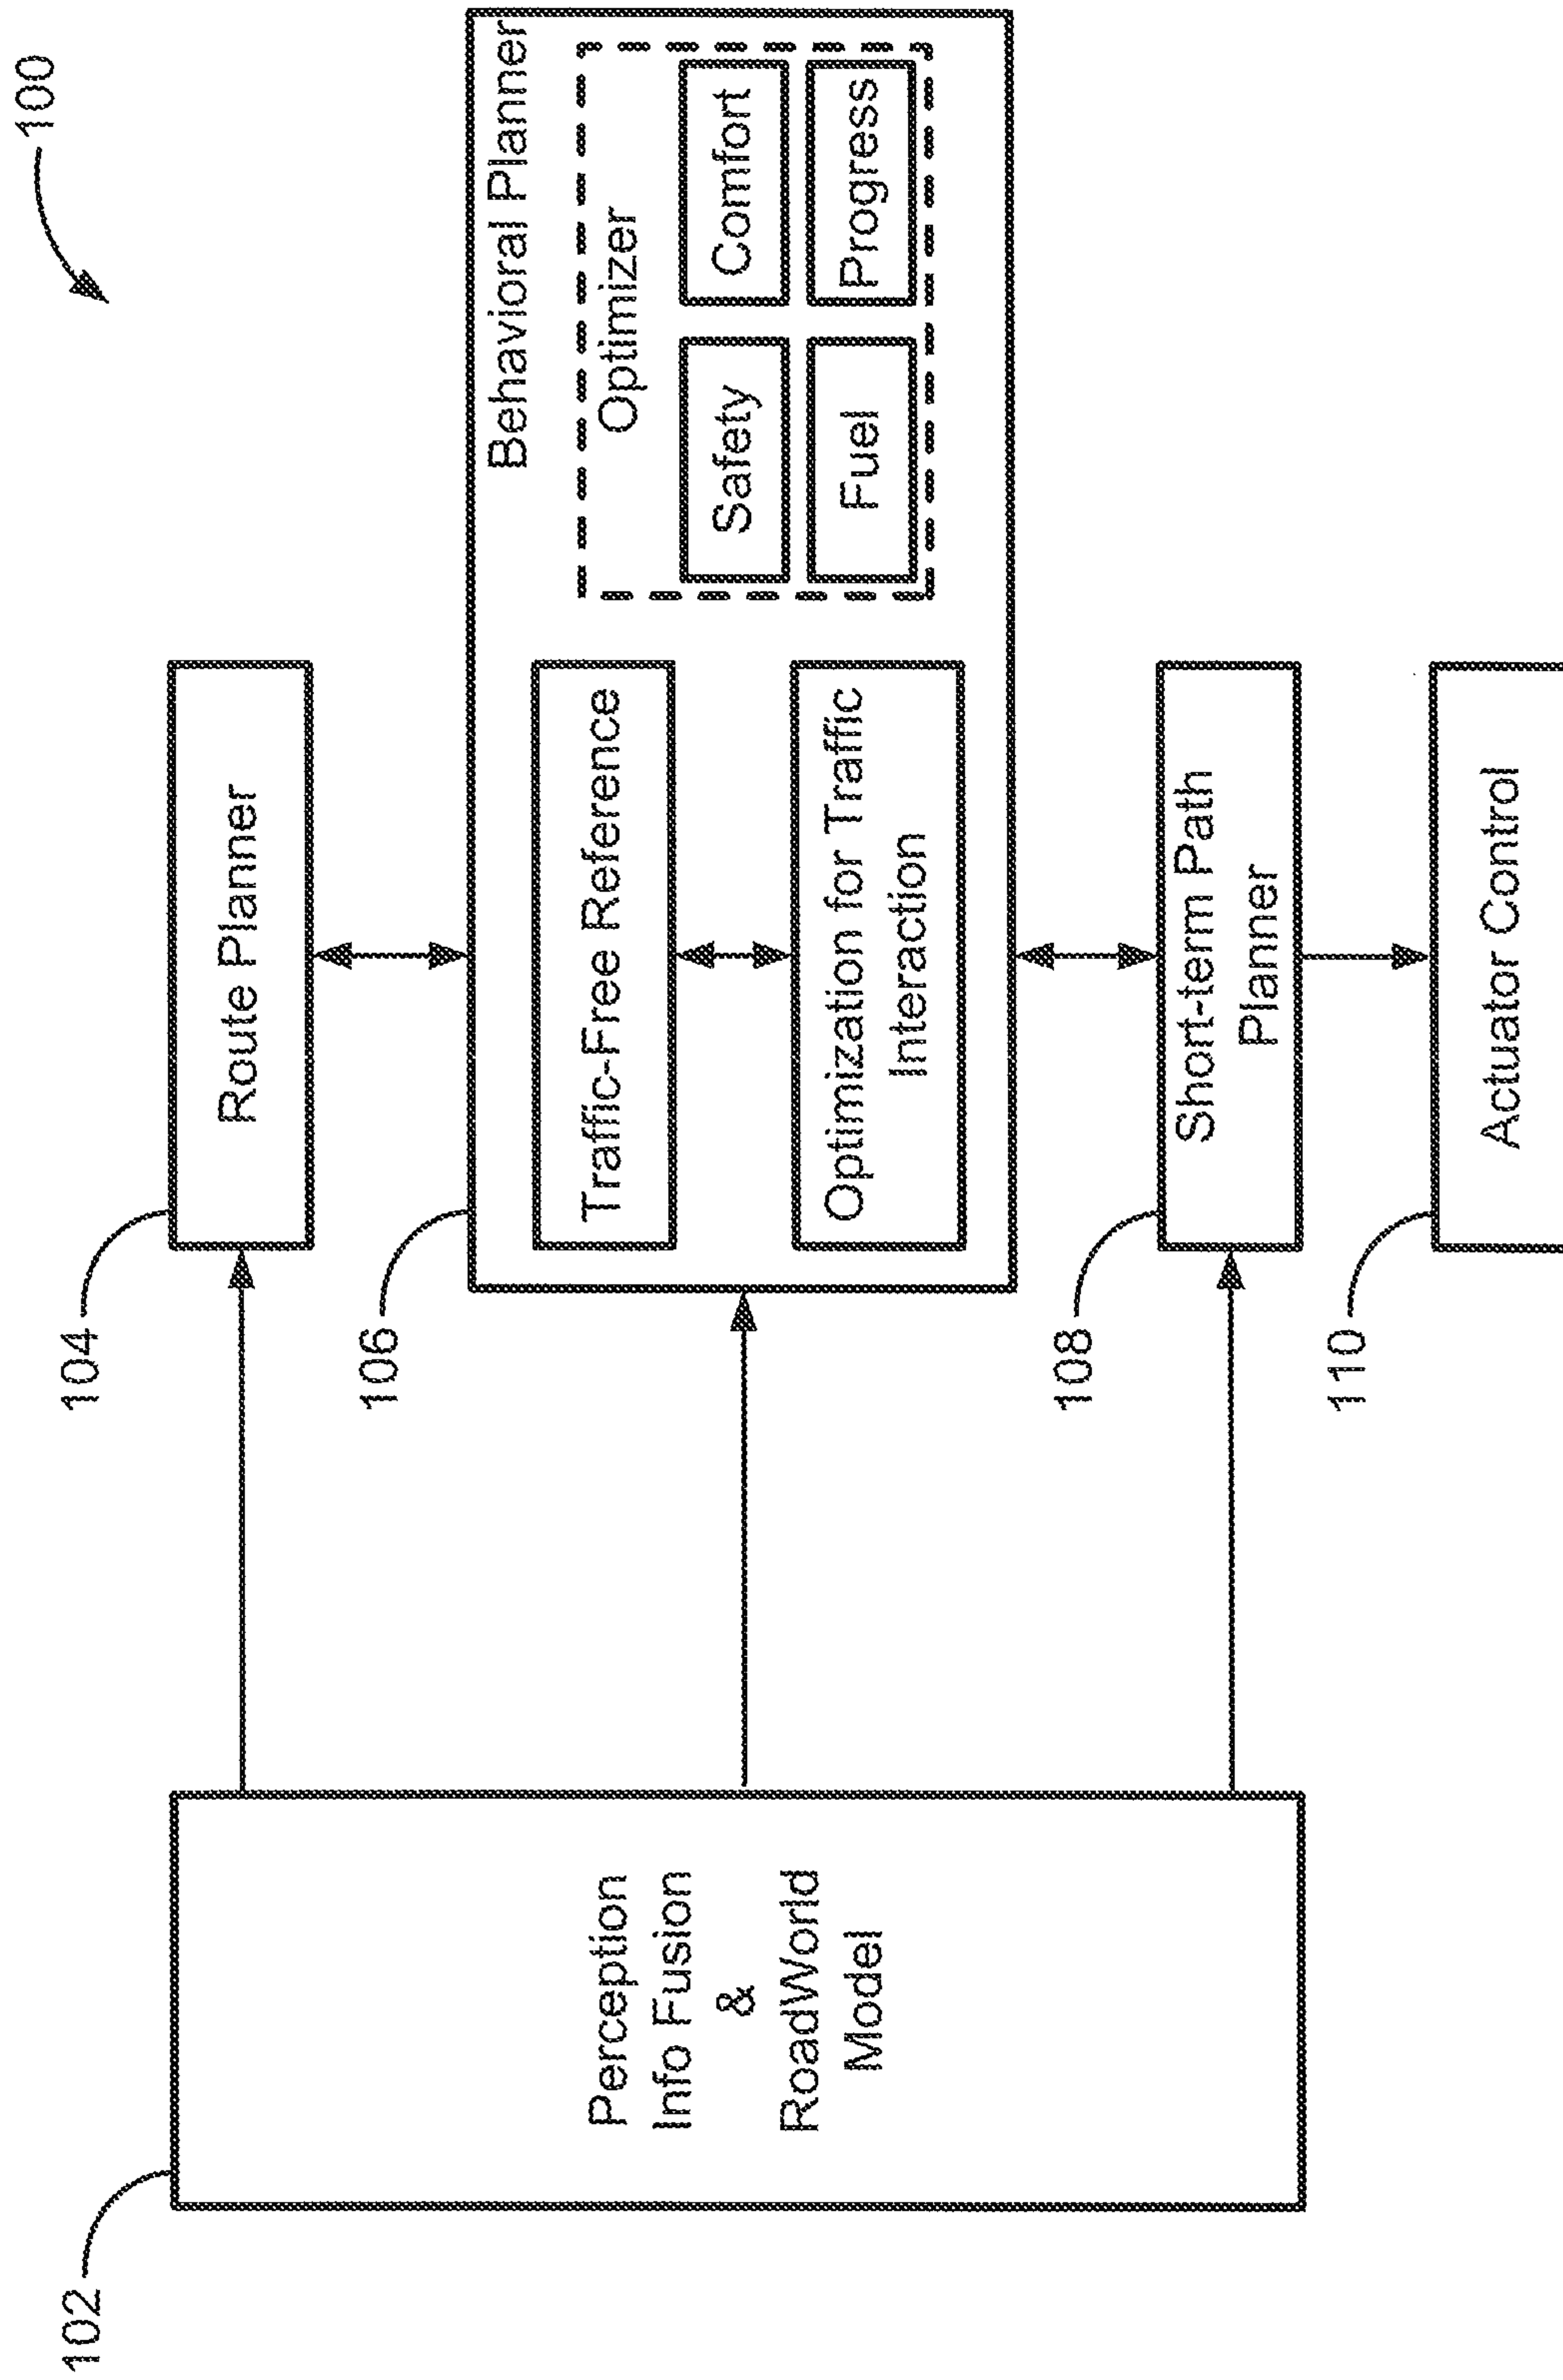 100
102
Perception
Info Fusion
&
RoadWorld
Model
104
Route Planner
106
Behavioral Planner
Traffic-Free Reference
Optimization for Traffic
Interaction
Optimizer
Safety
Comfort
Fuel
Progress
108
Short-term Path
Planner
110
Actuator Control